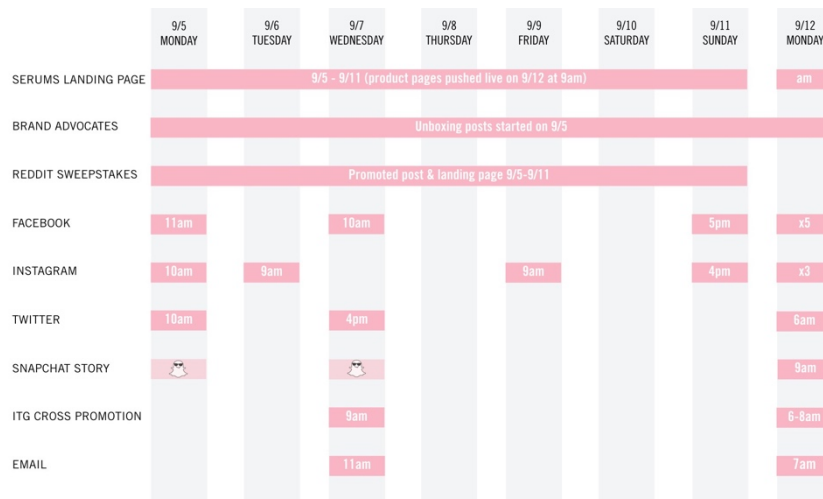 9/5 9/6 9/7 9/8 9/9 9/10 9/11 9/12
MONDAY TUESDAY WEDNESDAY THURSDAY FRIDAY SATURDAY SUNDAY MONDAY
SERUMS LANDING PAGE 9/5 - 9/11 (product pages pushed live on 9/12 at 9am) am
BRAND ADVOCATES Unboxing posts started on 9/5
REDDIT SWEEPSTAKES Promoted post & landing page 9/5-9/11
FACEBOOK 11am 10am 5pm x5
INSTAGRAM 10am 9am 9am 4pm x3
TWITTER 10am 4pm 6am
SNAPCHAT STORY 9am
ITG CROSS PROMOTION 9am 6-8am
EMAIL 11am 7am